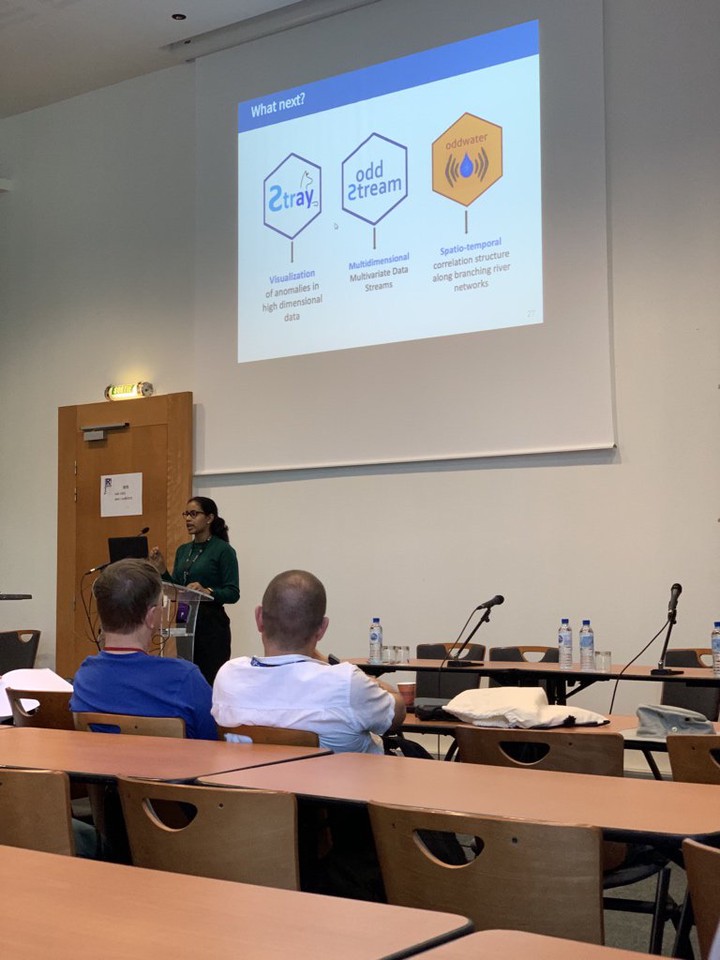 What next?
Stray
odd
Stream
oddwater
Visualization
of anomalies in
high dimensional
data
Multidimensional
Multivariate Data
Streams
Spatio-temporal
correlation structure
along branching river
networks
27